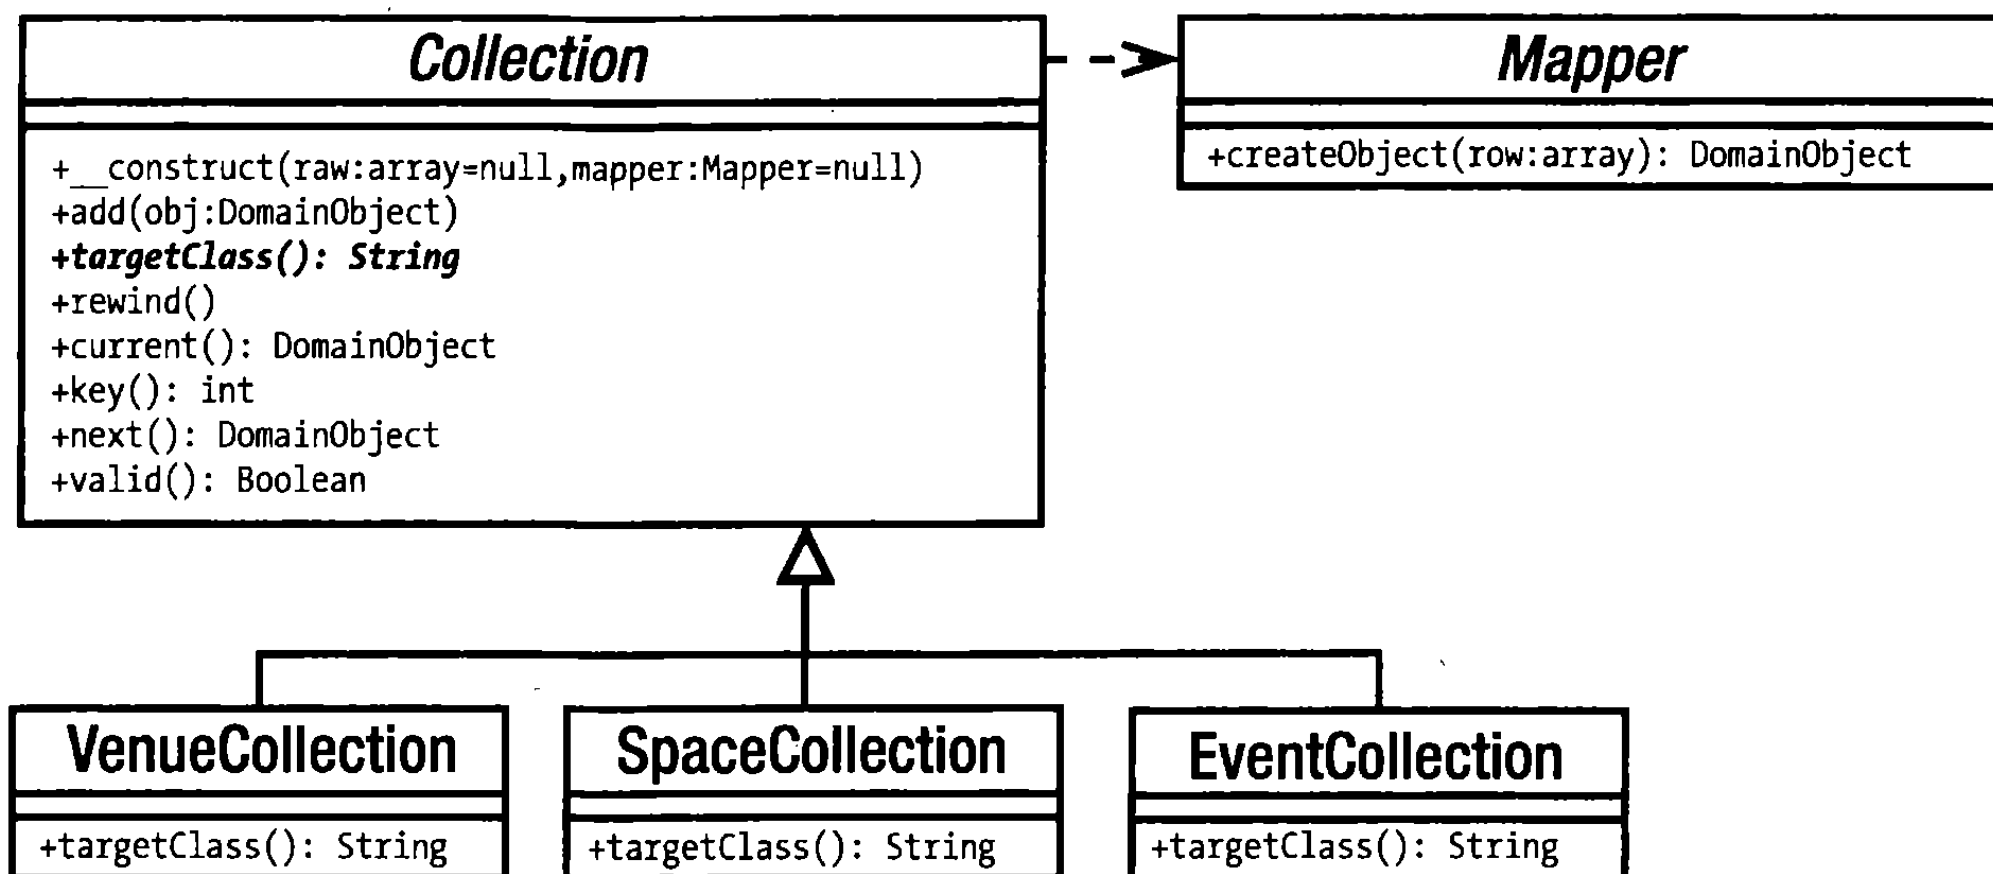 Collection
+__construct(raw:array=null,mapper:Mapper=null)
+add(obj:DomainObject)
+targetClass(): String
+rewind()
+current(): DomainObject
+key(): int
+next(): DomainObject
+valid(): Boolean
Mapper
+createObject(row:array): DomainObject
VenueCollection
+targetClass(): String
SpaceCollection
+targetClass(): String
EventCollection
+targetClass(): String